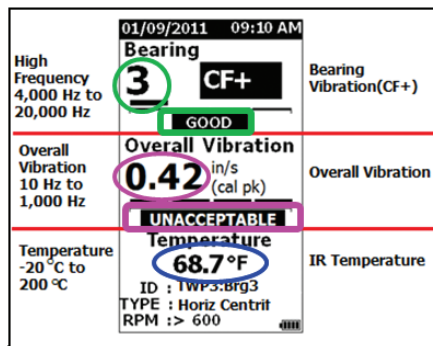 01/09/2011 09:10 AM
High
Frequency
4,000 Hz to
20,000 Hz
Bearing
3 CF+
GOOD
Bearing
Vibration(CF+)
Overall
Vibration
10 Hz to
1,000 Hz
Overall Vibration
0.42 in/s
(cal pk)
UNACCEPTABLE
Overall Vibration
Temperature
-20 °C to
200 °C
Temperature
68.7°F
IR Temperature
ID : TWP3:Brg3
TYPE : Horiz Centrif
RPM :> 600